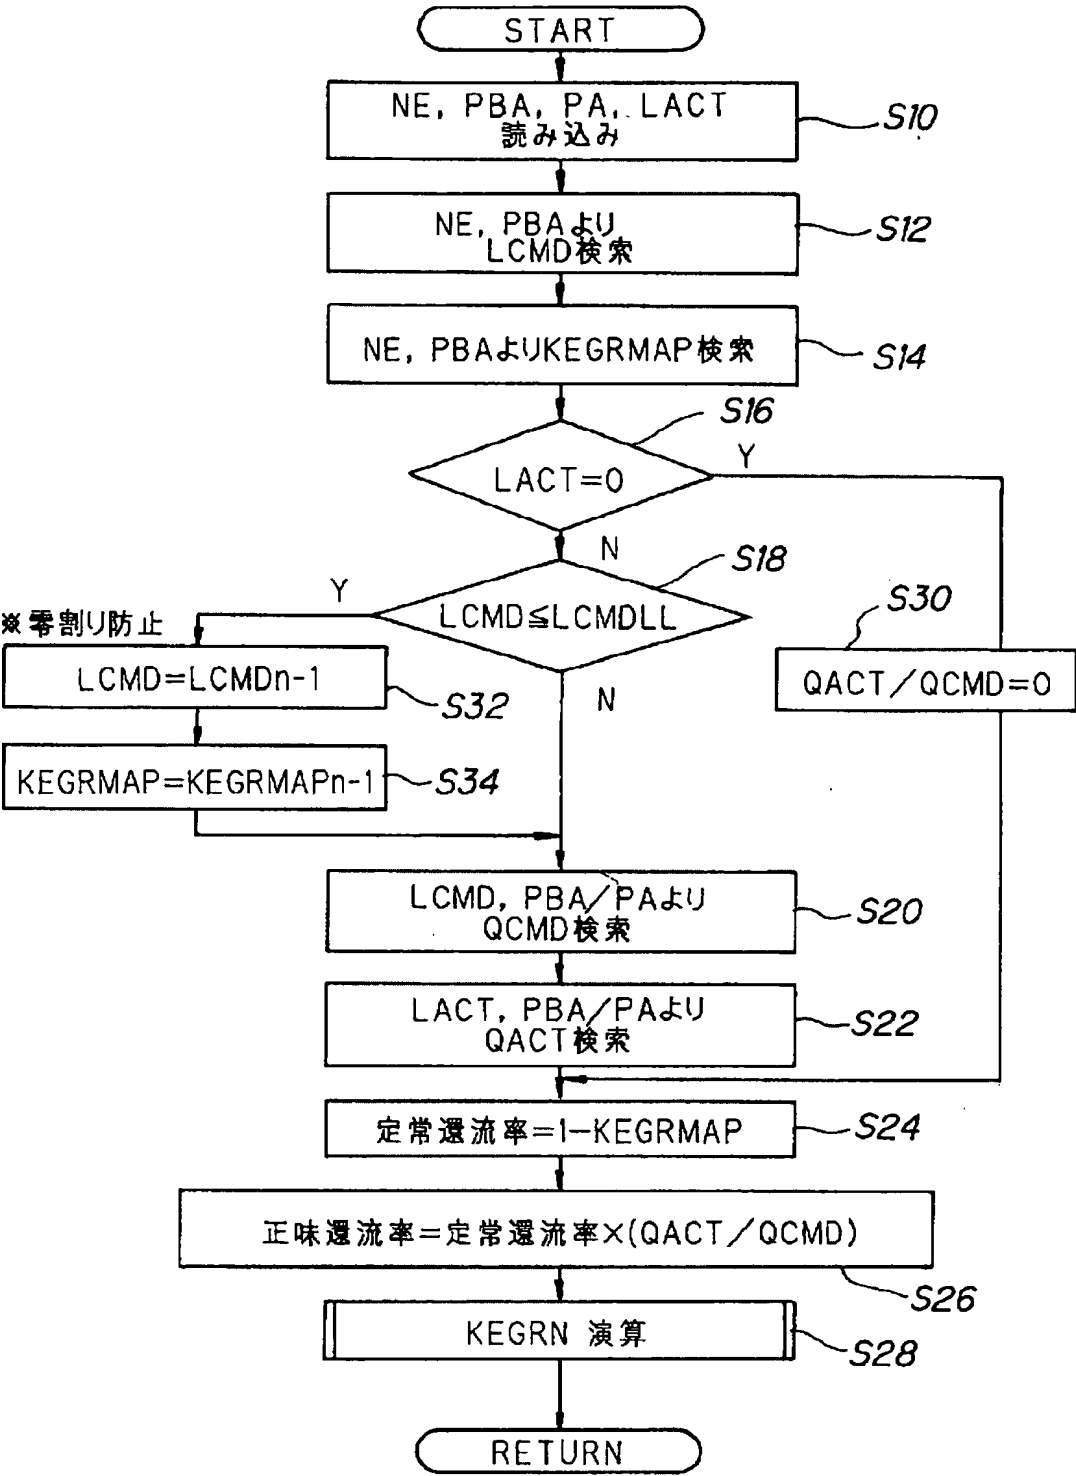 START
NE, PBA, PA, LACT
読み込み
S10
NE, PBAより
LCMD検索
S12
NE, PBAよりKEGRMAP検索
S14
S16
LACT=0
Y
N
S18
LCMD≦LCMDLL
Y
N
※零割り防止
LCMD=LCMDn-1
S32
KEGRMAP=KEGRMAPn-1
S34
S30
QACT/QCMD=0
LCMD, PBA/PAより
QCMD検索
S20
LACT, PBA/PAより
QACT検索
S22
定常還流率=1-KEGRMAP
S24
正味還流率=定常還流率×(QACT/QCMD)
S26
KEGRN 演算
S28
RETURN